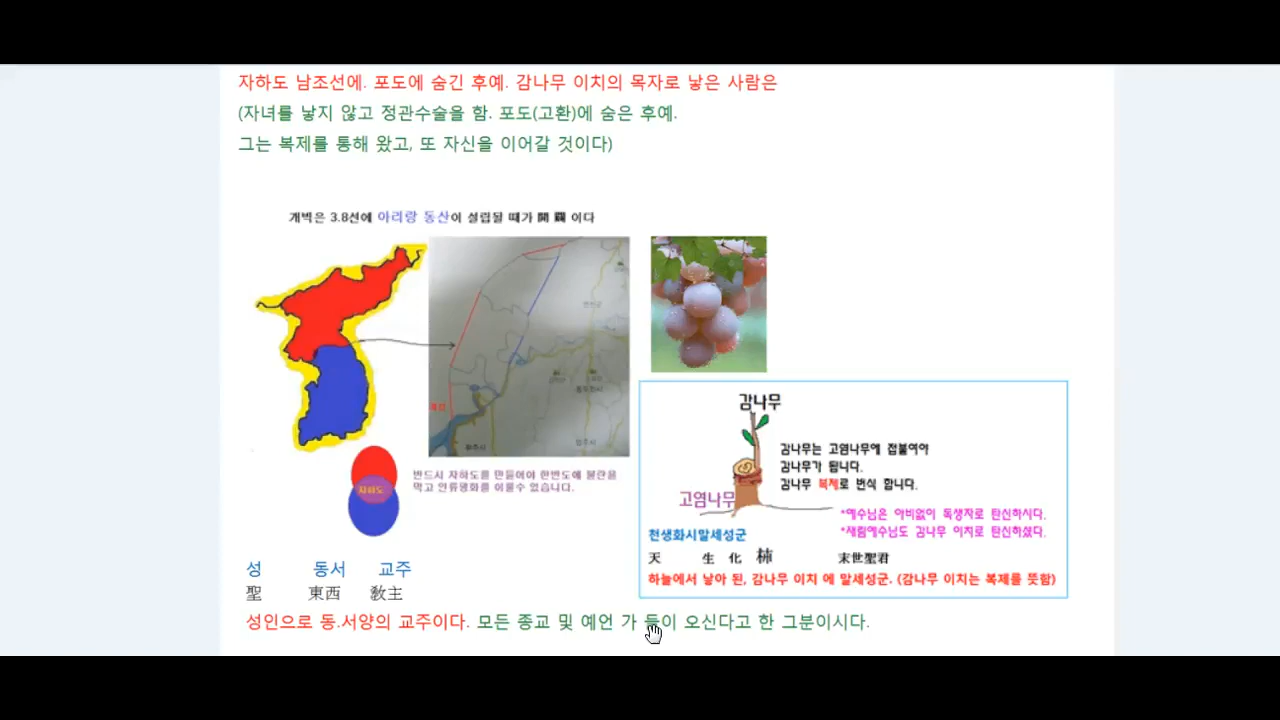 자하도 남조선에. 포도에 숨긴 후예. 감나무 이치의 목자로 낳은 사람은
(자녀를 낳지 않고 정관수술을 함. 포도(고환)에 숨은 후예.
그는 복제를 통해 왔고, 또 자신을 이어갈 것이다)
개벽은 3.8선에 아리랑 동산이 설립될 때가 開 이다
자하도
반드시 자하도를 만들어야 한반도에 불란을
막고 인류평화를 이룰수 있습니다.
감나무
고염나무
감나무는 고염나무에 접붙여야
감나무가 됩니다.
감나무 복제로 번식 합니다.
*예수님은 아비없이 독생자로 탄신하시다.
*재림예수님도 감나무 이치로 탄신하셨다.
천생화시말세성군
天 生 化 柿 末世聖君
하늘에서 낳아 된, 감나무 이치 에 말세성군. (감나무 이치는 복제를 뜻함)
성 동서 교주
聖 東西 敎主
성인으로 동.서양의 교주이다. 모든 종교 및 예언 가 들이 오신다고 한 그분이시다.